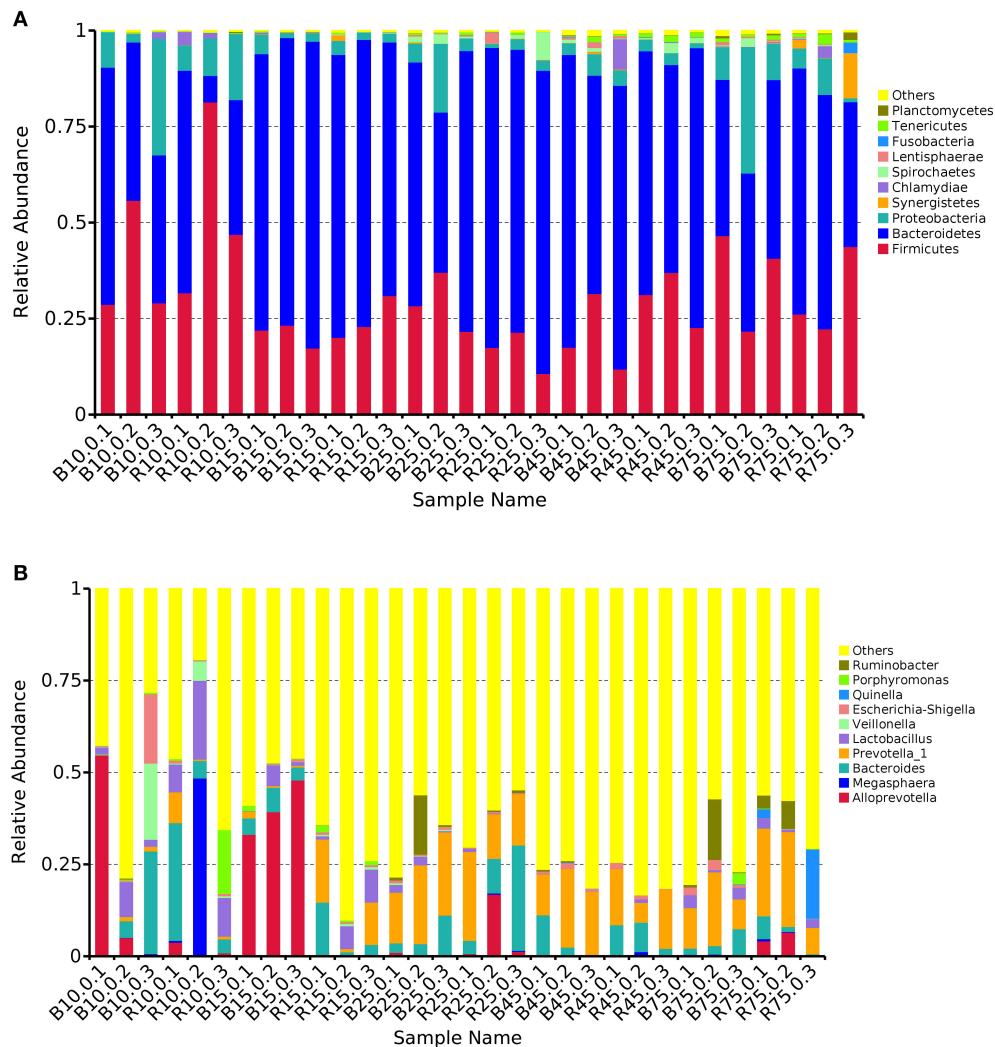 A
1
0.75
0.5
0.25
0
Relative Abundance
B10.0.1
B10.0.2
B10.0.3
R10.0.1
R10.0.2
R10.0.3
B15.0.1
B15.0.2
B15.0.3
R15.0.1
R15.0.2
R15.0.3
B25.0.1
B25.0.2
B25.0.3
R25.0.1
R25.0.2
R25.0.3
B45.0.1
B45.0.2
B45.0.3
R45.0.1
R45.0.2
R45.0.3
B75.0.1
B75.0.2
B75.0.3
R75.0.1
R75.0.2
R75.0.3
Sample Name
Others
Planctomycetes
Tenericutes
Fusobacteria
Lentisphaerae
Spirochaetes
Chlamydiae
Synergistetes
Proteobacteria
Bacteroidetes
Firmicutes
B
1
0.75
0.5
0.25
0
Relative Abundance
B10.0.1
B10.0.2
B10.0.3
R10.0.1
R10.0.2
R10.0.3
B15.0.1
B15.0.2
B15.0.3
R15.0.1
R15.0.2
R15.0.3
B25.0.1
B25.0.2
B25.0.3
R25.0.1
R25.0.2
R25.0.3
B45.0.1
B45.0.2
B45.0.3
R45.0.1
R45.0.2
R45.0.3
B75.0.1
B75.0.2
B75.0.3
R75.0.1
R75.0.2
R75.0.3
Sample Name
Others
Ruminobacter
Porphyromonas
Quinella
Escherichia-Shigella
Veillonella
Lactobacillus
Prevotella_1
Bacteroides
Megasphaera
Alloprevotella